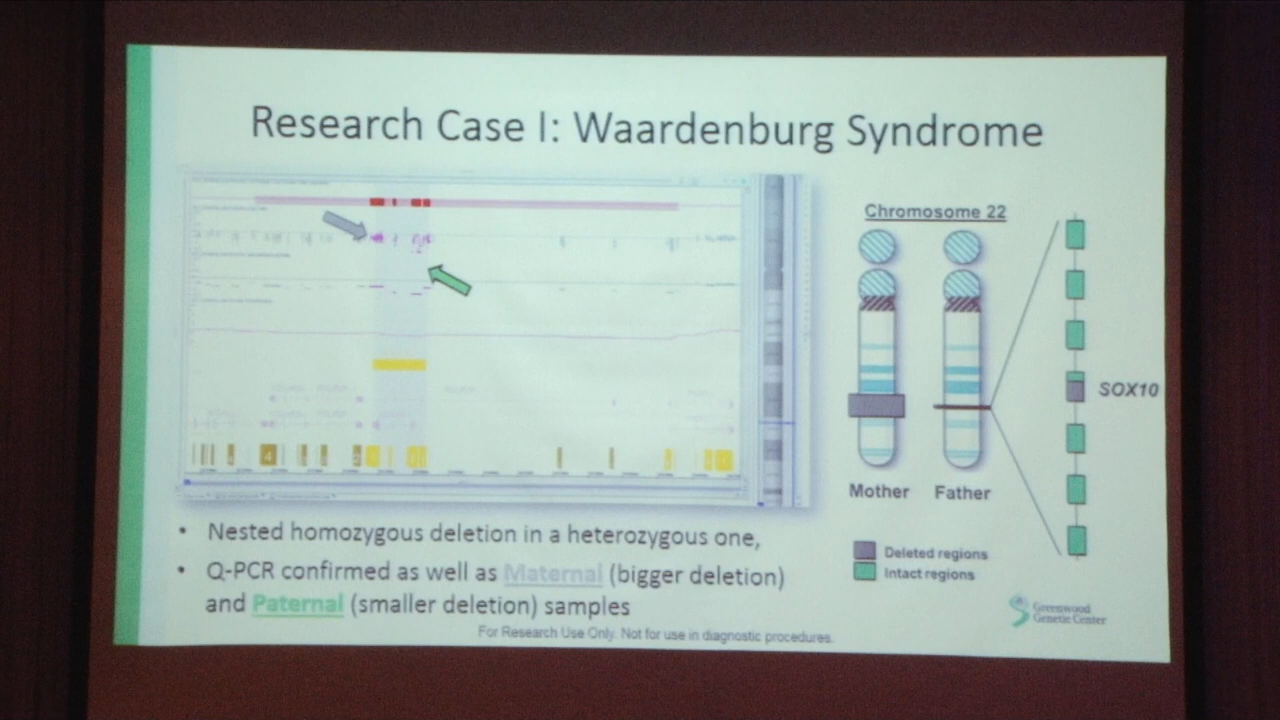 Research Case I: Waardenburg Syndrome
Chromosome 22
SOX10
Mother Father
Deleted regions
Intact regions
• Nested homozygous deletion in a heterozygous one,
• Q-PCR confirmed as well as Maternal (bigger deletion)
and Paternal (smaller deletion) samples
For Research Use Only. Not for use in diagnostic procedures.
Greenwood
Genetic Center